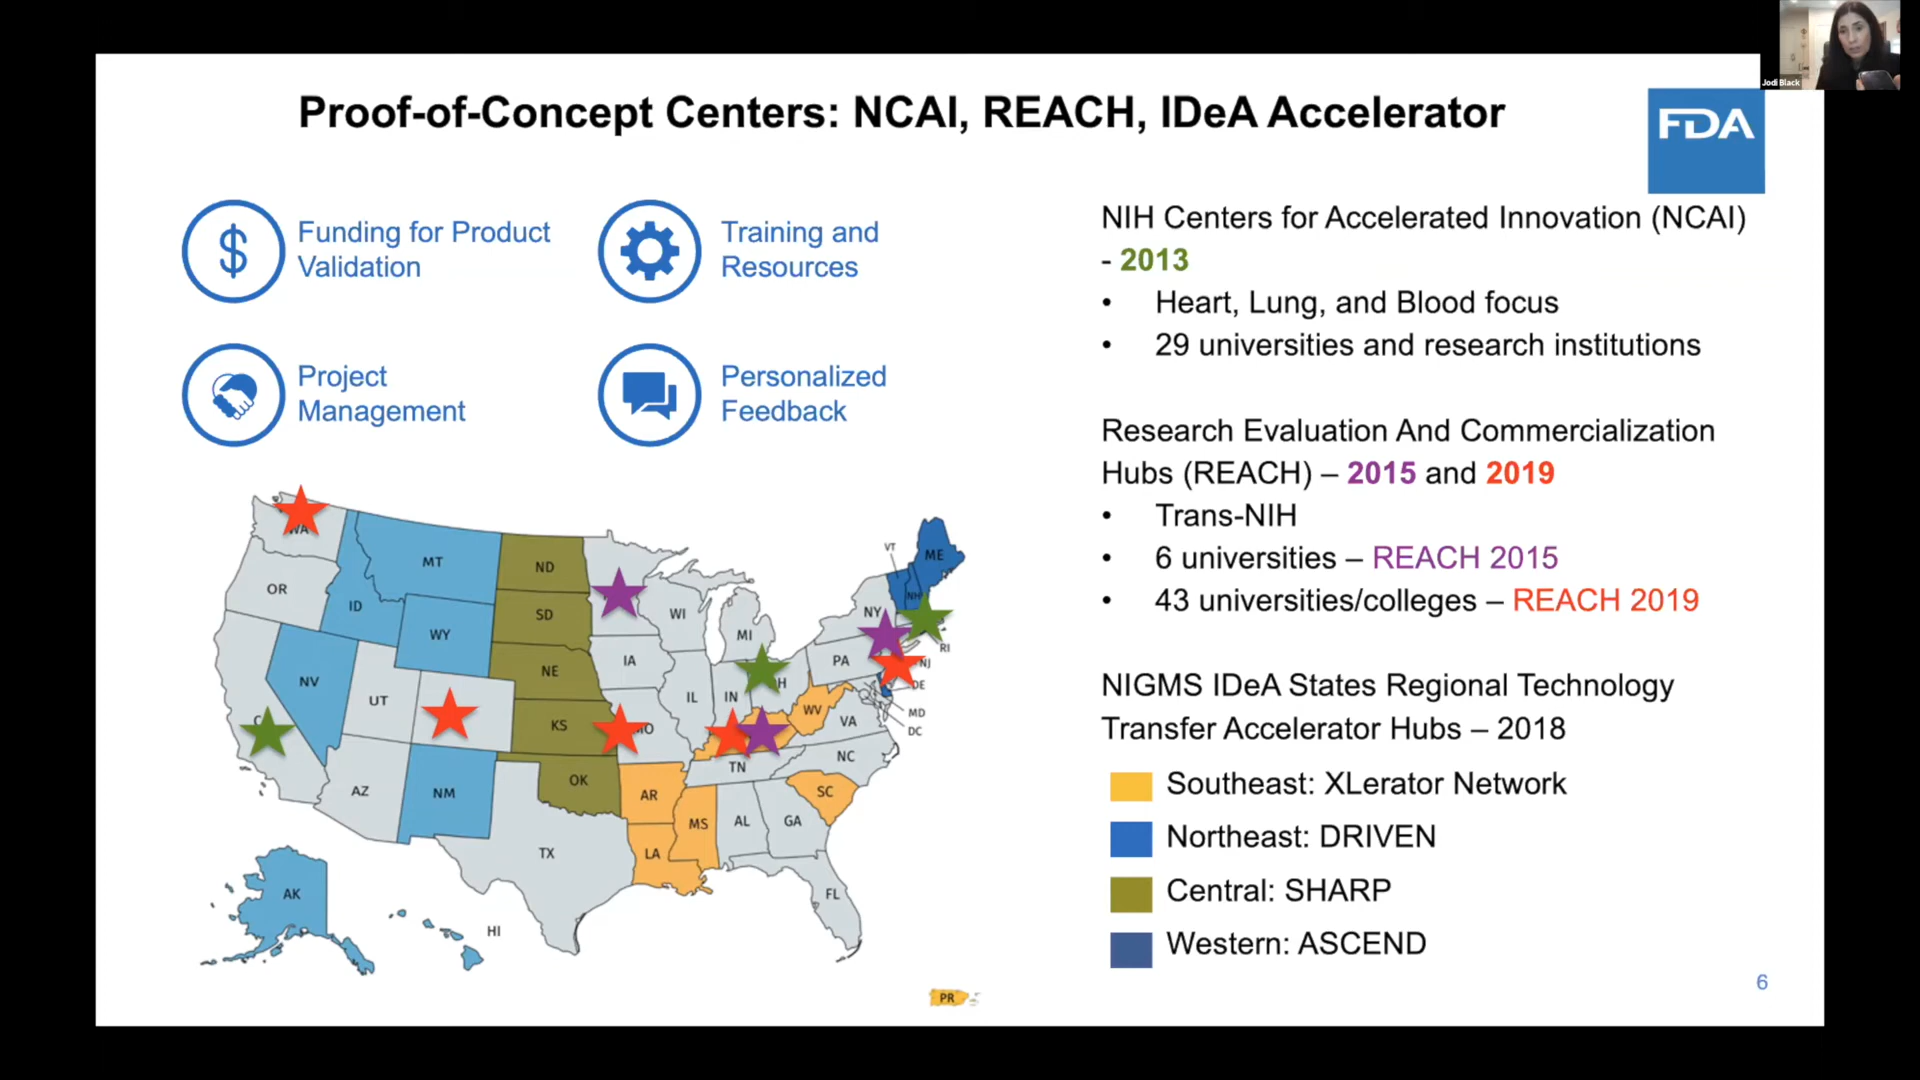 Jodi Black
Proof-of-Concept Centers: NCAI, REACH, IDeA Accelerator
FDA
Funding for Product
Validation
Training and
Resources
Project
Management
Personalized
Feedback
NIH Centers for Accelerated Innovation (NCAI)
- 2013
• Heart, Lung, and Blood focus
• 29 universities and research institutions
Research Evaluation And Commercialization
Hubs (REACH) – 2015 and 2019
• Trans-NIH
• 6 universities – REACH 2015
• 43 universities/colleges – REACH 2019
NIGMS IDeA States Regional Technology
Transfer Accelerator Hubs – 2018
Southeast: XLerator Network
Northeast: DRIVEN
Central: SHARP
Western: ASCEND
WA
MT
ND
VT
ME
OR
ID
SD
NH
WY
WI
NY
MI
RI
NV
UT
NE
IA
PA
NJ
IL
IN
DE
WV
MD
KS
VA
DC
NC
TN
AZ
NM
OK
AR
SC
MS
AL
GA
TX
LA
AK
FL
HI
PR
6